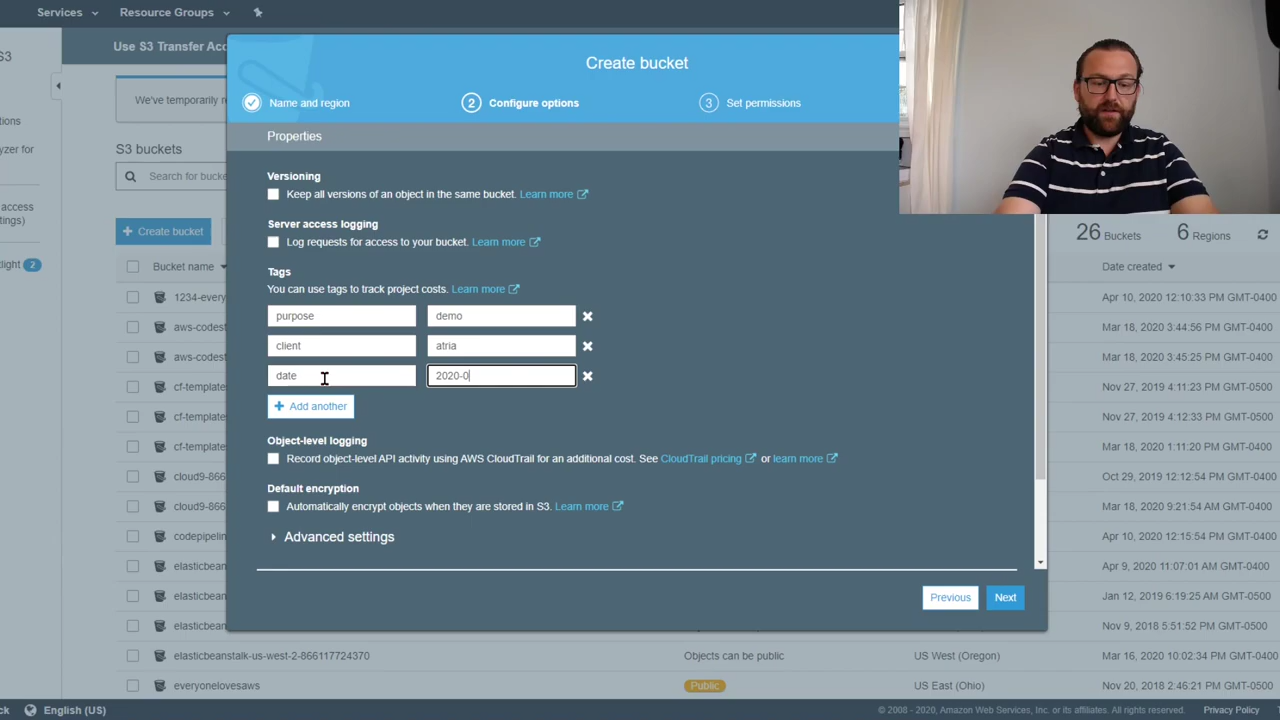 Services
Resource Groups
S3
Use S3 Transfer Acc
Create bucket
Name and region
2 Configure options
3 Set permissions
We've temporarily r
Properties
tions
yzer for
S3 buckets
Search for bucke
access
tings)
tlight 2
Versioning
Keep all versions of an object in the same bucket. Learn more
Server access logging
Log requests for access to your bucket. Learn more
Tags
You can use tags to track project costs. Learn more
purpose demo
client atria
date 2020-0
+ Add another
Object-level logging
Record object-level API activity using AWS CloudTrail for an additional cost. See CloudTrail pricing or learn more
Default encryption
Automatically encrypt objects when they are stored in S3. Learn more
Advanced settings
Previous Next
+ Create bucket
26 Buckets 6 Regions
Bucket name Date created
1234-every Apr 10, 2020 12:10:33 PM GMT-0400
aws-codest Mar 18, 2020 3:44:56 PM GMT-0400
aws-codest Mar 18, 2020 3:45:25 PM GMT-0400
cf-template Nov 27, 2019 4:11:23 PM GMT-0500
cf-template Nov 27, 2019 4:12:33 PM GMT-0500
cf-template Mar 18, 2020 1:11:20 PM GMT-0400
cloud9-866 Oct 29, 2019 12:12:54 PM GMT-0400
cloud9-866 Mar 18, 2020 9:21:54 AM GMT-0400
codepipelin Apr 10, 2020 12:15:54 PM GMT-0400
elasticbean Apr 9, 2020 11:07:01 AM GMT-0400
elasticbean Jan 12, 2019 6:19:25 AM GMT-0500
elasticbean Nov 9, 2018 5:51:52 PM GMT-0500
elasticbeanstalk-us-west-2-866117724370 Objects can be public US West (Oregon) Mar 16, 2020 10:02:34 PM GMT-0400
everyonelovesaws Public US East (Ohio) Nov 20, 2018 2:46:21 PM GMT-0500
ck English (US) © 2008 - 2020, Amazon Web Services, Inc. or its affiliates. All rights reserved. Privacy Policy